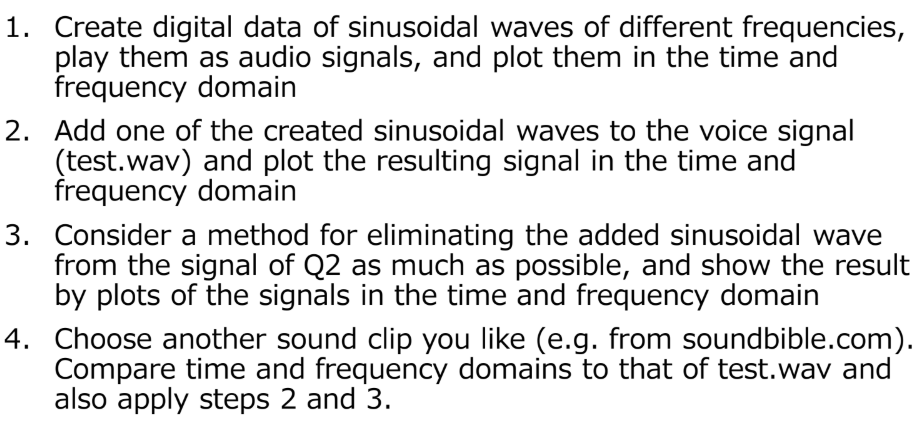 1. Create digital data of sinusoidal waves of different frequencies,
play them as audio signals, and plot them in the time and
frequency domain
2. Add one of the created sinusoidal waves to the voice signal
(test.wav) and plot the resulting signal in the time and
frequency domain
3. Consider a method for eliminating the added sinusoidal wave
from the signal of Q2 as much as possible, and show the result
by plots of the signals in the time and frequency domain
4. Choose another sound clip you like (e.g. from soundbible.com).
Compare time and frequency domains to that of test.wav and
also apply steps 2 and 3.